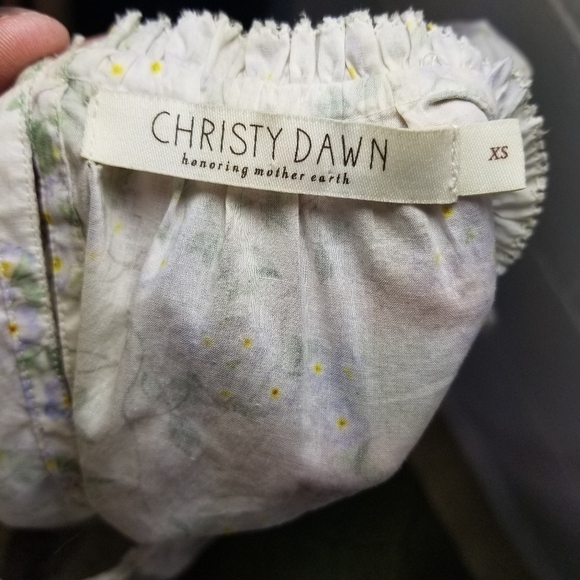 CHRISTY DAWN
honoring mother earth
XS